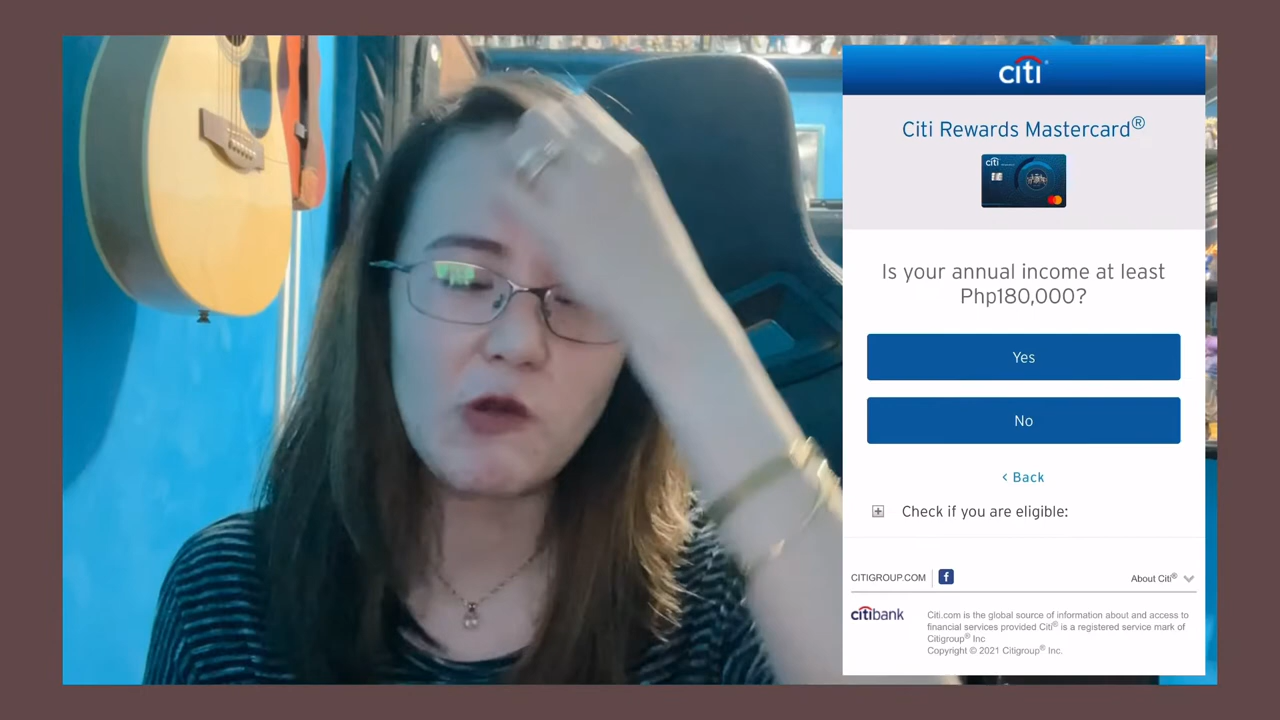 citi
Citi Rewards Mastercard®
citi
Is your annual income at least
Php180,000?
Yes
No
< Back
Check if you are eligible:
CITIGROUP.COM
f
About Citi®
citibank
Citi.com is the global source of information about and access to
financial services provided Citi® is a registered service mark of
Citigroup® Inc
Copyright © 2021 Citigroup® Inc.